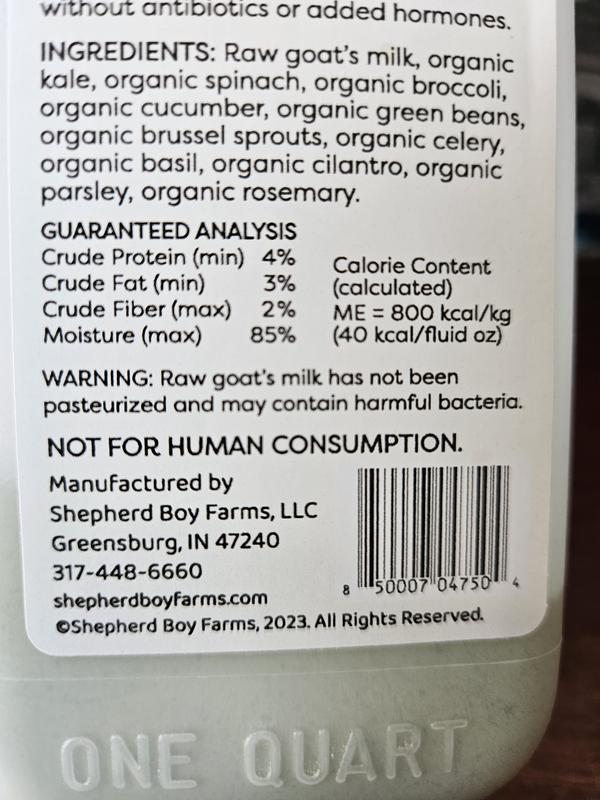 without antibiotics or added hormones.
INGREDIENTS: Raw goat's milk, organic
kale, organic spinach, organic broccoli,
organic cucumber, organic green beans,
organic brussel sprouts, organic celery,
organic basil, organic cilantro, organic
parsley, organic rosemary.
GUARANTEED ANALYSIS
Crude Protein (min) 4%
Crude Fat (min) 3%
Crude Fiber (max) 2%
Moisture (max) 85%
Calorie Content
(calculated)
ME = 800 kcal/kg
(40 kcal/fluid oz)
WARNING: Raw goat's milk has not been
pasteurized and may contain harmful bacteria.
NOT FOR HUMAN CONSUMPTION.
Manufactured by
Shepherd Boy Farms, LLC
Greensburg, IN 47240
317-448-6660
shepherdboyfarms.com
©Shepherd Boy Farms, 2023. All Rights Reserved.
8 50007 04750 4
ONE QUART